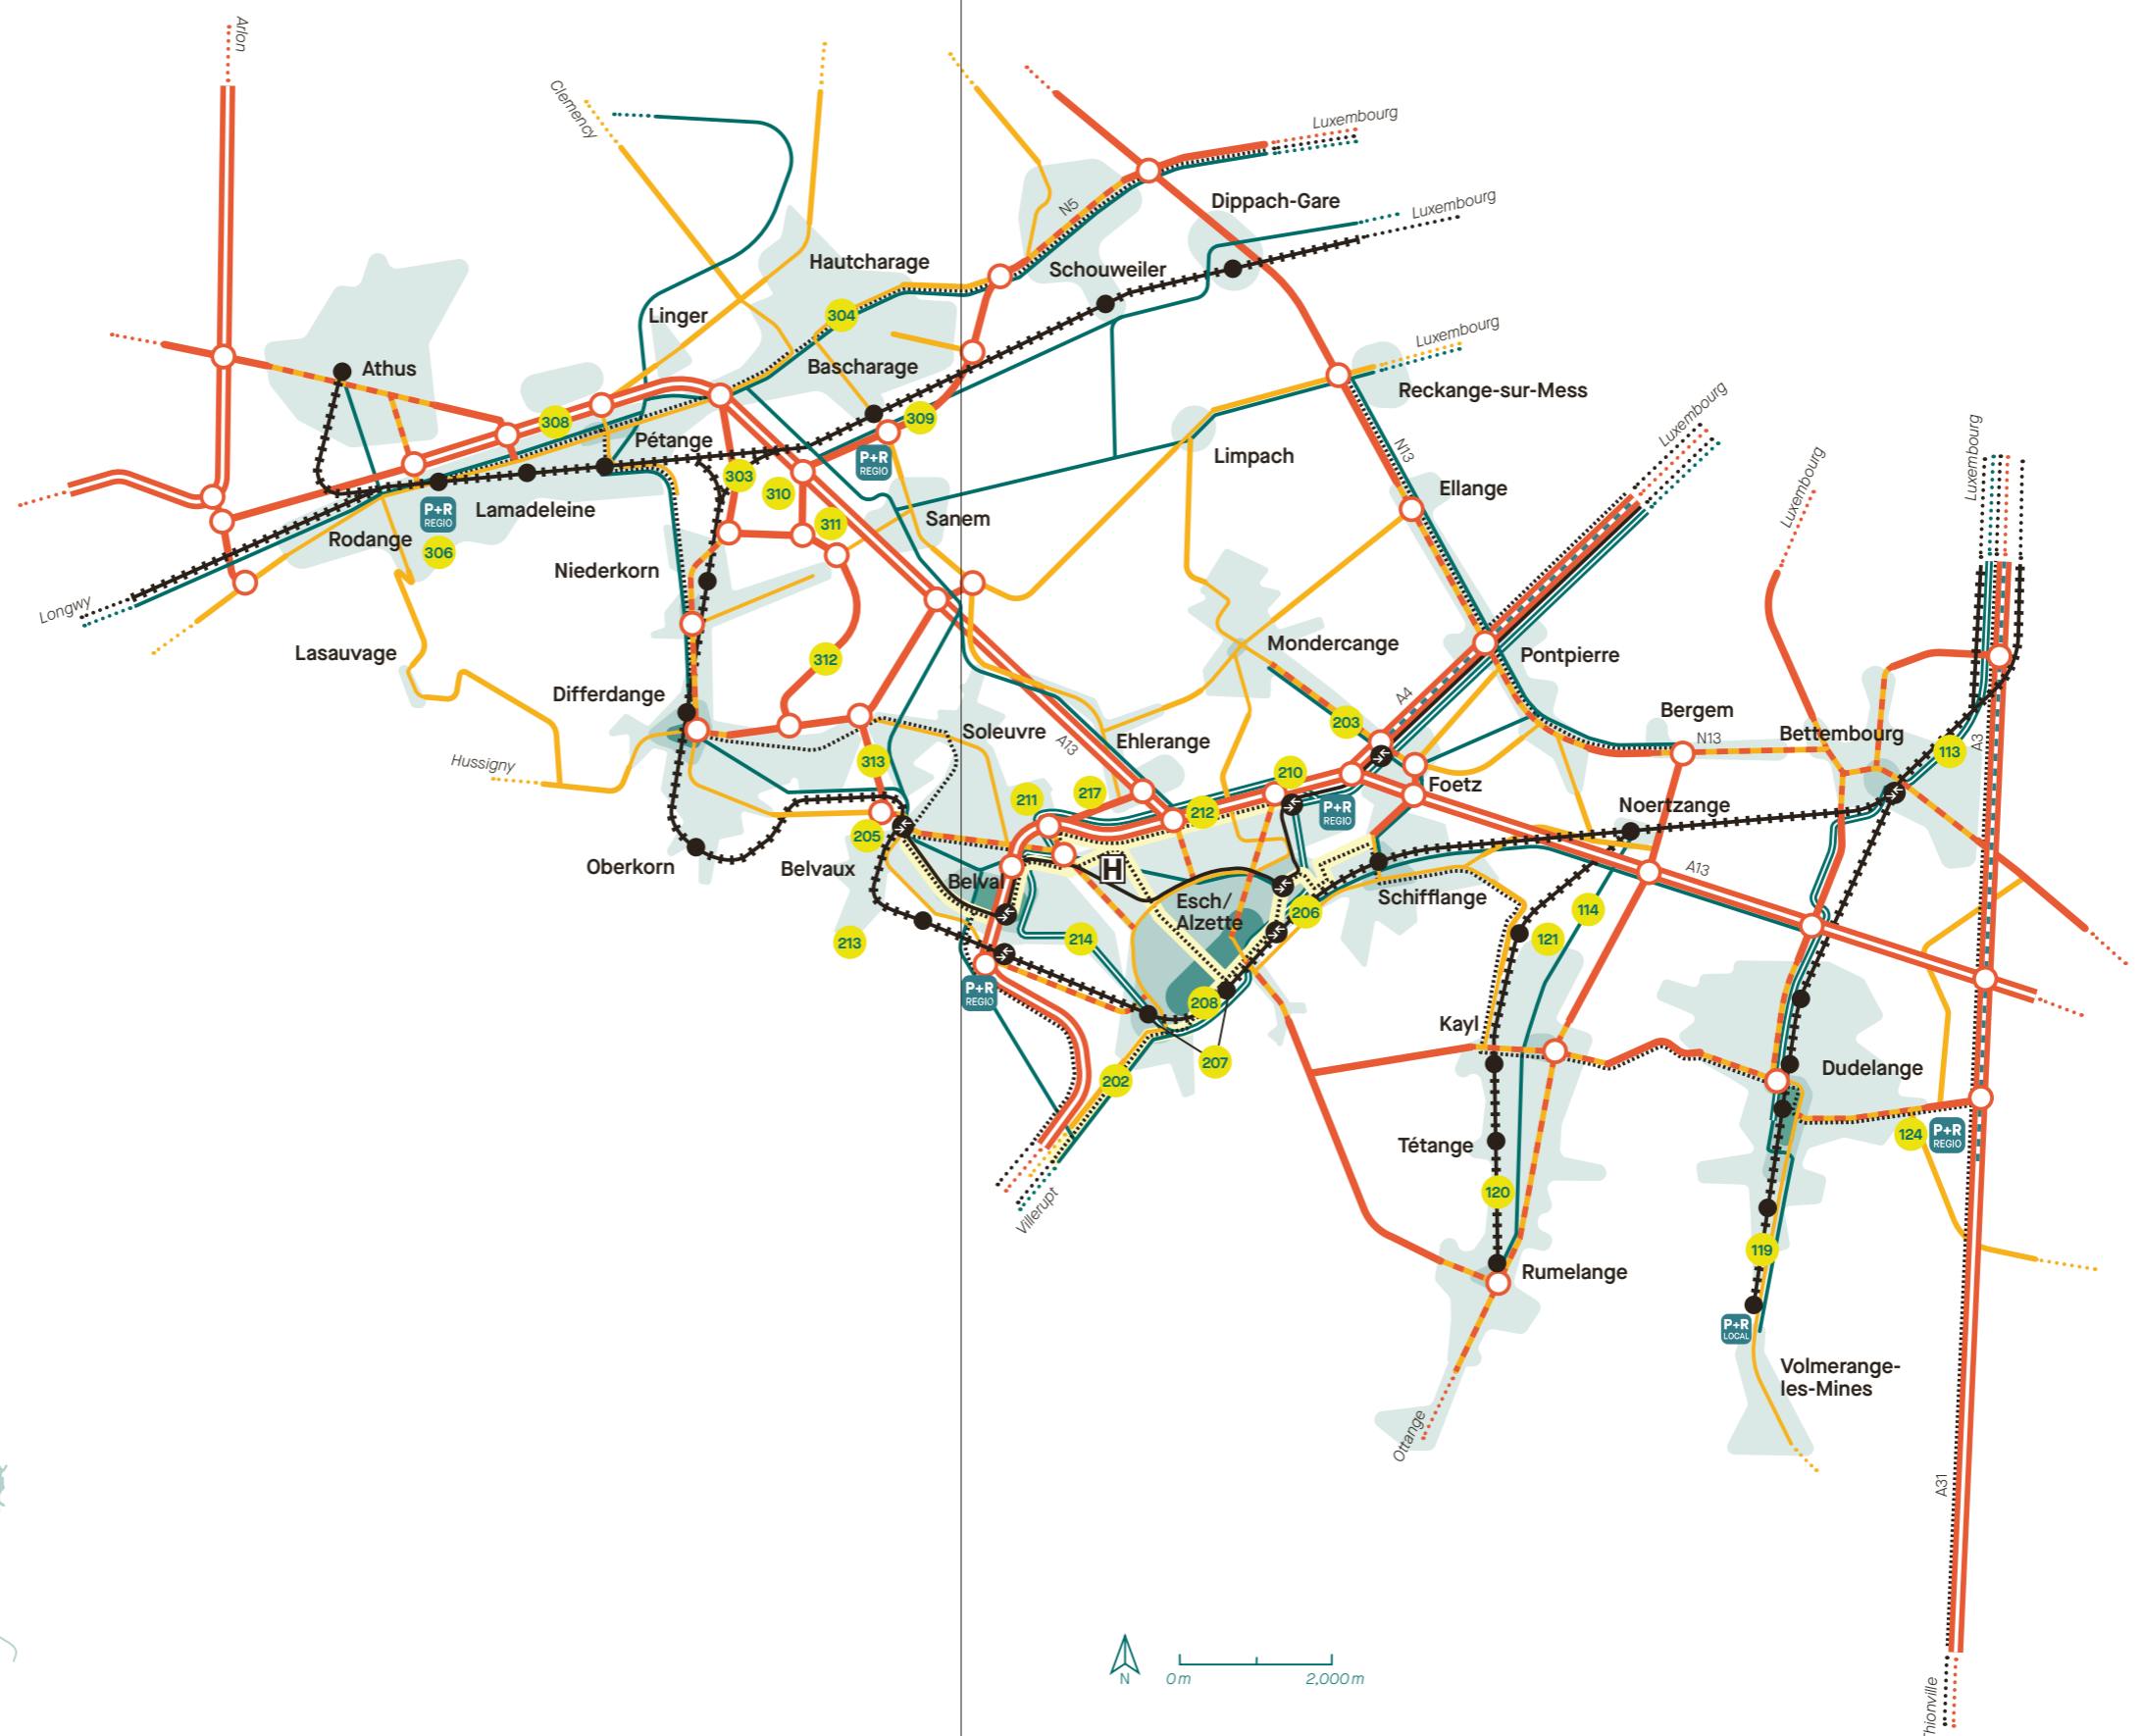 Arlon
Clemency
Luxembourg
Dippach-Gare
Luxembourg
N5
Hautcharage
Schouweiler
Linger
304
Luxembourg
Athus
Bascharage
Reckange-sur-Mess
Luxembourg
308
309
Luxembourg
Pétange
N13
Limpach
P+R
REGIO
303
310
Ellange
Luxembourg
P+R
REGIO
Lamadeleine
311
Sanem
Rodange
306
Niederkorn
Longwy
Lasauvage
312
Mondercange
Pontpierre
Differdange
A4
Bergem
203
Soleuvre
A13
Ehlerange
N13
Bettembourg
A3
113
Hussigny
313
210
Foetz
211
217
212
P+R
REGIO
Noertzange
205
Oberkorn
Belvaux
Belval
H
A13
Esch/
Alzette
Schifflange
206
114
213
214
121
P+R
REGIO
208
Kayl
207
202
Dudelange
Tétange
124
P+R
REGIO
120
Villerupt
119
Rumelange
P+R
LOCAL
Volmerange-
les-Mines
Ottange
A31
N
0 m
2,000 m